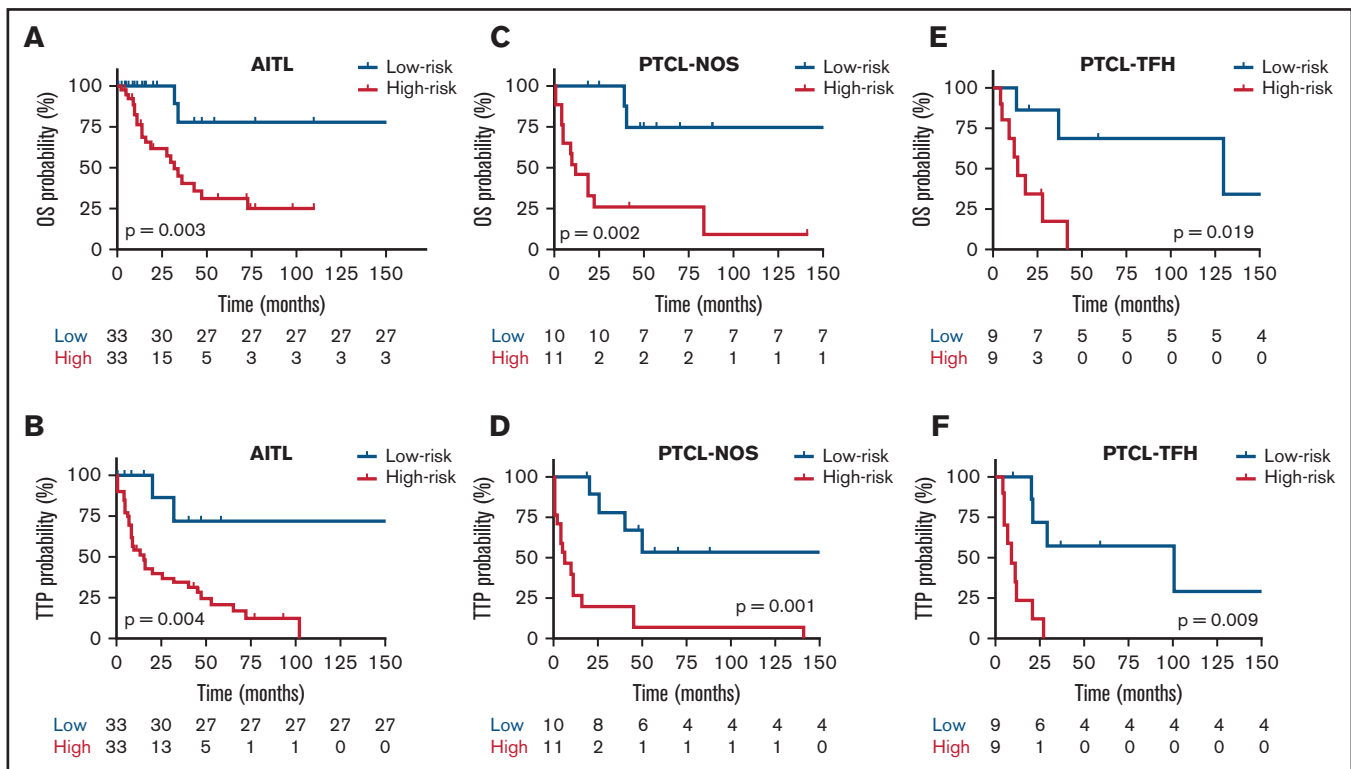 A
AITL
Low-risk
High-risk
OS probability (%)
100
75
50
25
0
p = 0.003
0 25 50 75 100 125 150
Time (months)
Low 33 30 27 27 27 27 27
High 33 15 5 3 3 3 3
C
PTCL-NOS
Low-risk
High-risk
OS probability (%)
100
75
50
25
0
p = 0.002
0 25 50 75 100 125 150
Time (months)
10 10 7 7 7 7 7
11 2 2 2 1 1 1
E
PTCL-TFH
Low-risk
High-risk
OS probability (%)
100
75
50
25
0
p = 0.019
0 25 50 75 100 125 150
Time (months)
Low 9 7 5 5 5 5 4
High 9 3 0 0 0 0 0
B
AITL
Low-risk
High-risk
TTP probability (%)
100
75
50
25
0
p = 0.004
0 25 50 75 100 125 150
Time (months)
Low 33 30 27 27 27 27 27
High 33 13 5 1 1 0 0
D
PTCL-NOS
Low-risk
High-risk
TTP probability (%)
100
75
50
25
0
p = 0.001
0 25 50 75 100 125 150
Time (months)
Low 10 8 6 4 4 4 4
High 11 2 1 1 1 1 0
F
PTCL-TFH
Low-risk
High-risk
TTP probability (%)
100
75
50
25
0
p = 0.009
0 25 50 75 100 125 150
Time (months)
Low 9 6 4 4 4 4 4
High 9 1 0 0 0 0 0